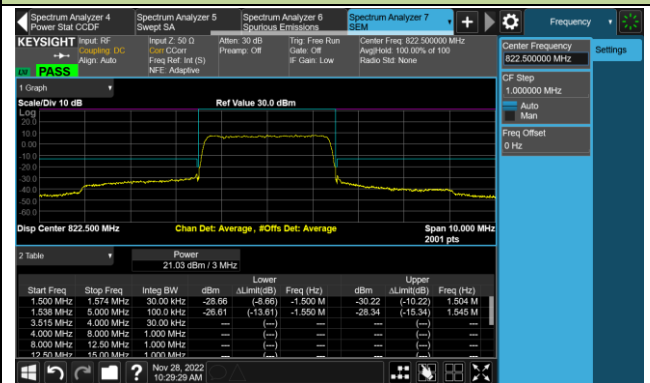 Spectrum Analyzer 4
Power Stat CCDF
Spectrum Analyzer 5
Swept SA
Spectrum Analyzer 6
Spurious Emissions
Spectrum Analyzer 7
SEM
Frequency
KEYSIGHT
Input: RF
Coupling: DC
Align: Auto
Input Z: 50 Ω
Corr CCorr
Freq Ref: Int (S)
NFE: Adaptive
Atten: 30 dB
Preamp: Off
Trig: Free Run
Gate: Off
IF Gain: Low
Center Freq: 822.500000 MHz
Avg|Hold: 100.00% of 100
Radio Std: None
PASS
Center Frequency
822.500000 MHz
Settings
CF Step
1.000000 MHz
Auto
Man
Freq Offset
0 Hz
1 Graph
Scale/Div 10 dB
Ref Value 30.0 dBm
Log
20.0
10.0
0.00
-10.0
-20.0
-30.0
-40.0
-50.0
-60.0
Disp Center 822.500 MHz
Chan Det: Average , #Offs Det: Average
Span 10.000 MHz
2001 pts
2 Table
Power
21.03 dBm / 3 MHz
Lower
Upper
Start Freq Stop Freq Integ BW dBm ΔLimit(dB) Freq (Hz) dBm ΔLimit(dB) Freq (Hz)
1.500 MHz 1.574 MHz 30.00 kHz -28.66 (-8.66) -1.500 M -30.22 (-10.22) 1.504 M
1.538 MHz 5.000 MHz 100.0 kHz -26.61 (-13.61) -1.550 M -28.34 (-15.34) 1.545 M
3.515 MHz 4.000 MHz 30.00 kHz --- (---) --- --- (---) ---
4.000 MHz 8.000 MHz 1.000 MHz --- (---) --- --- (---) ---
8.000 MHz 12.50 MHz 1.000 MHz --- (---) --- --- (---) ---
12.50 MHz 15.00 MHz 1.000 MHz --- (---) --- --- (---) ---
Nov 28, 2022
10:29:29 AM